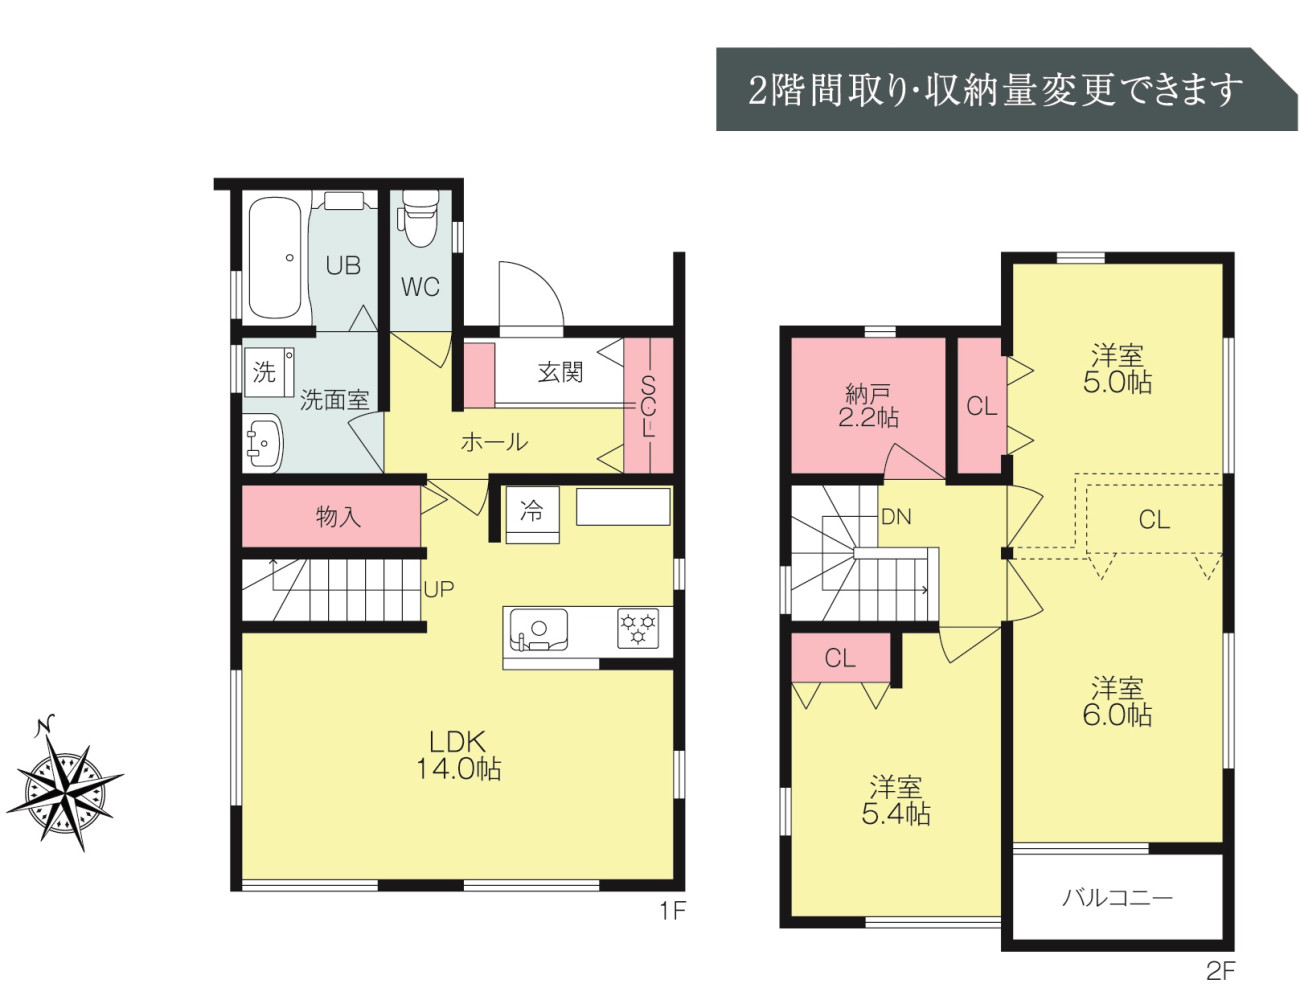 2階間取り・収納量変更できます
UB
WC
洗
洗面室
玄関
SCL
ホール
物入
冷
UP
LDK
14.0帖
N
1F
洋室
5.0帖
納戸
2.2帖
CL
DN
CL
CL
洋室
6.0帖
洋室
5.4帖
バルコニー
2F